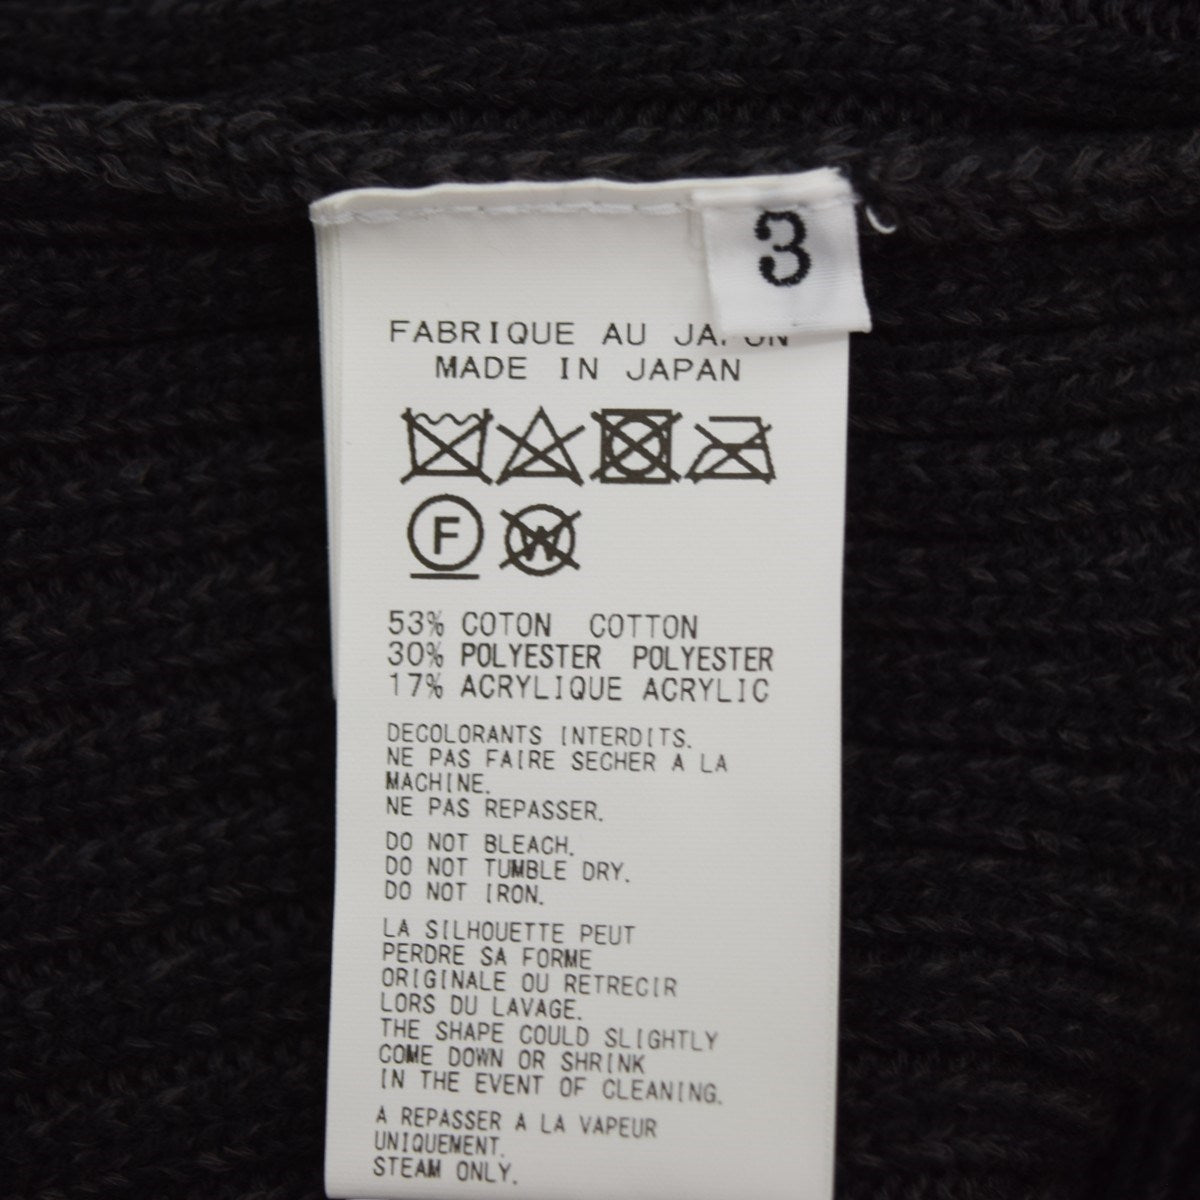 3
FABRIQUE AU JAPON
MADE IN JAPAN
F W
53% COTON COTTON
30% POLYESTER POLYESTER
17% ACRYLIQUE ACRYLIC
DECOLORANTS INTERDITS.
NE PAS FAIRE SECHER A LA
MACHINE.
NE PAS REPASSER.
DO NOT BLEACH.
DO NOT TUMBLE DRY.
DO NOT IRON.
LA SILHOUETTE PEUT
PERDRE SA FORME
ORIGINALE OU RETRECIR
LORS DU LAVAGE.
THE SHAPE COULD SLIGHTLY
COME DOWN OR SHRINK
IN THE EVENT OF CLEANING.
A REPASSER A LA VAPEUR
UNIQUEMENT.
STEAM ONLY.